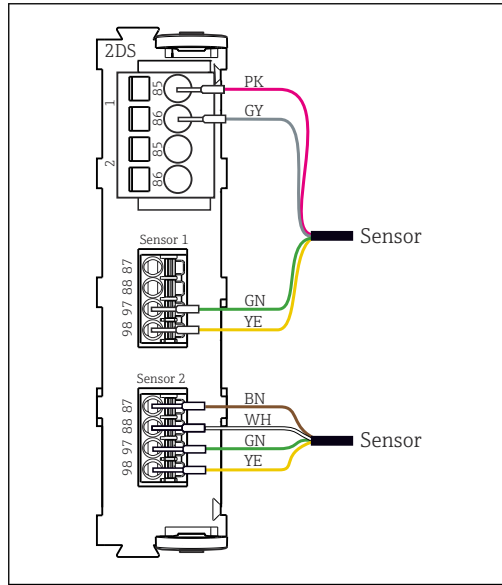 2DS
1
85
PK
86
GY
2
85
86
Sensor
Sensor 1
87
88
97
GN
98
YE
Sensor 2
87
BN
88
WH
97
GN
Sensor
98
YE